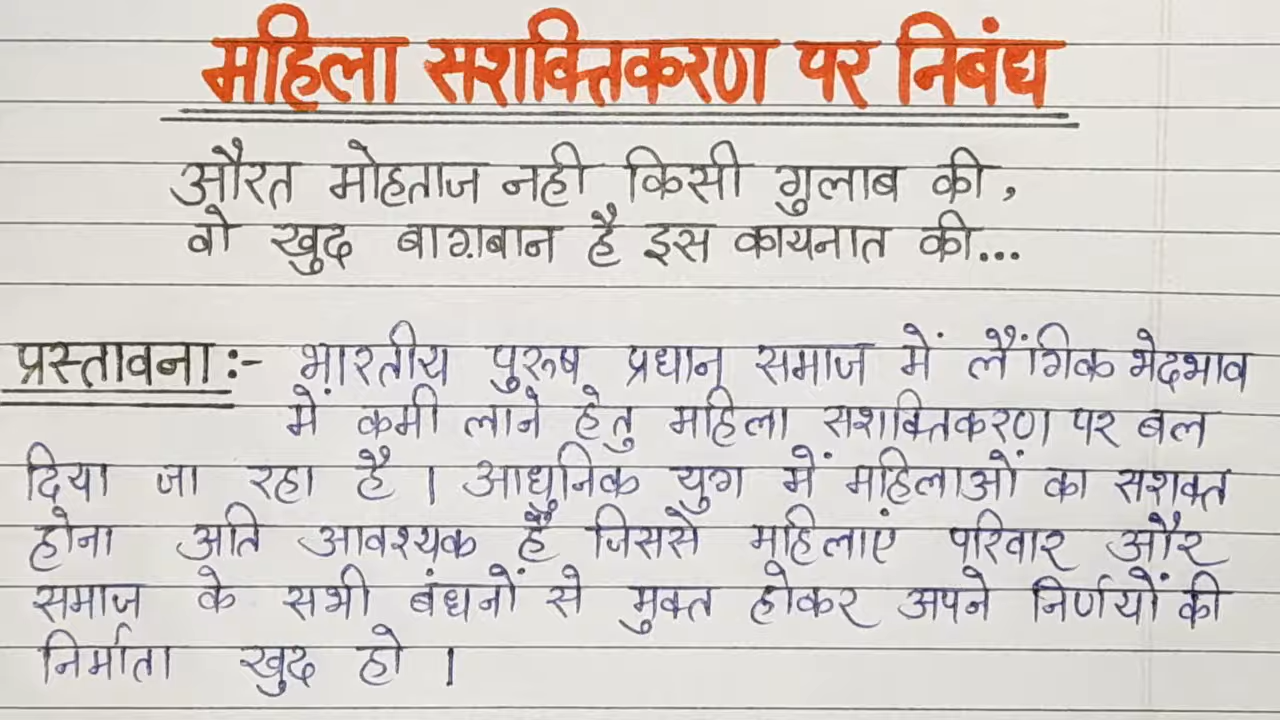 महिला सशक्तिकरण पर निबंध
औरत मोहताज नही किसी गुलाब की,
वो खुद बाग़बान है इस कायनात की...
प्रस्तावना:- भारतीय पुरुष प्रधान समाज में लैंगिक भेदभाव
में कमी लाने हेतु महिला सशक्तिकरण पर बल
दिया जा रहा है। आधुनिक युग में महिलाओं का सशक्त
होना अति आवश्यक है जिससे महिलाएं परिवार और
समाज के सभी बंधनों से मुक्त होकर अपने निर्णयों की
निर्माता खुद हो।